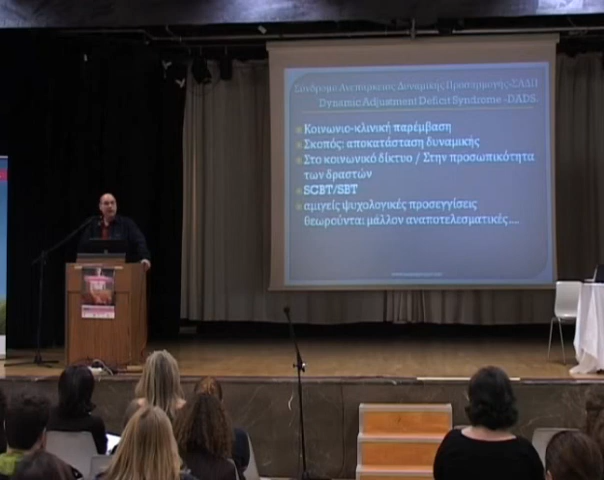 Σύνδρομο Ανεπάρκειας Δυναμικής Προσαρμογής-ΣΑΔΠ
Dynamic Adjustment Deficit Syndrome -DADS.
Κοινωνιο-κλινική παρέμβαση
Σκοπός: αποκατάσταση δυναμικής
Στο κοινωνικό δίκτυο / Στην προσωπικότητα
των δραστών
SCBT/SBT
αμιγείς ψυχολογικές προσεγγίσεις
θεωρούνται μάλλον αναποτελεσματικές....